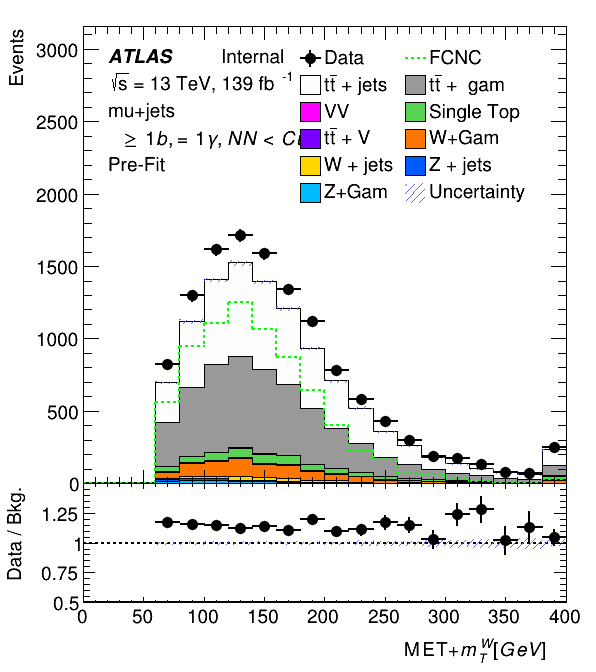 Events
3000
2500
2000
1500
1000
500
0
ATLAS Internal
√s = 13 TeV, 139 fb⁻¹
mu+jets
≥ 1b, = 1γ, NN <
Pre-Fit
Data
FCNC
tt̄ + jets
tt̄ + gam
VV
Single Top
tt̄ + V
W+Gam
W + jets
Z + jets
Z+Gam
Uncertainty
Data / Bkg.
1.25
1
0.75
0.5
0 50 100 150 200 250 300 350 400
MET+m_T^W[GeV]